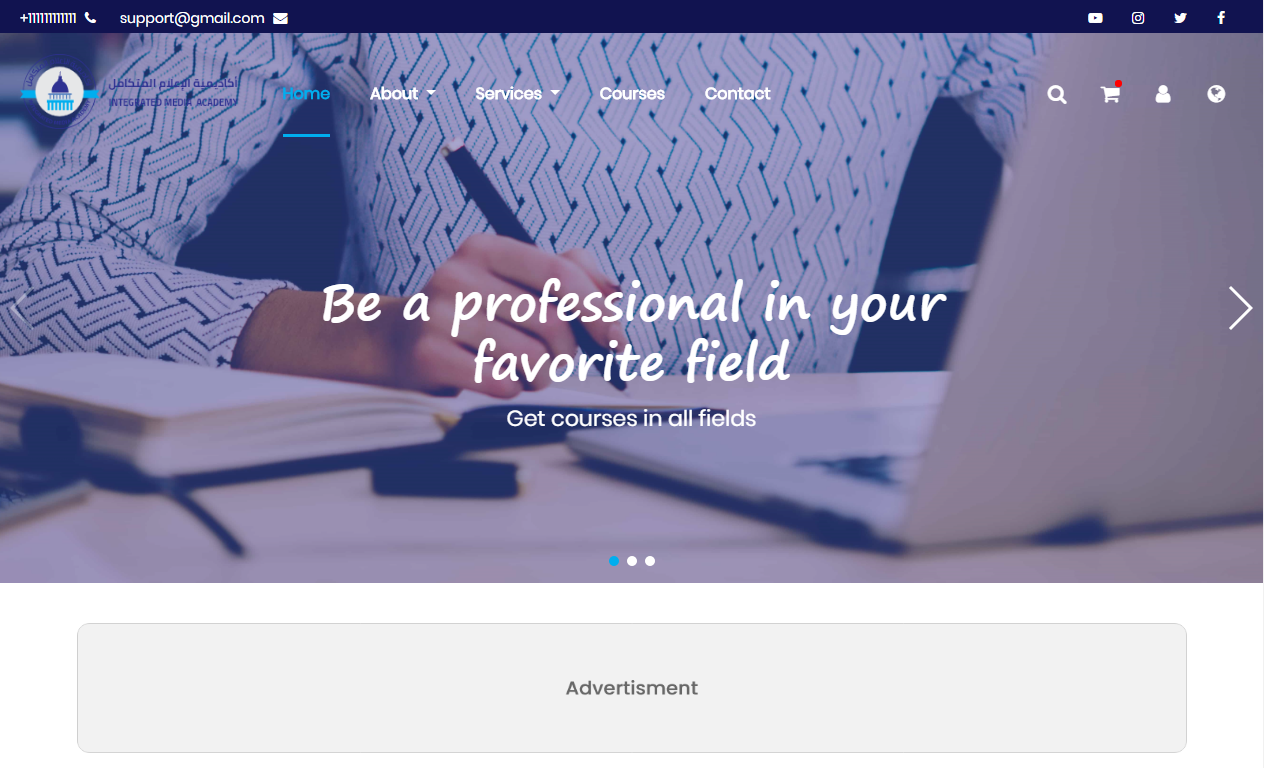 +11111111111
support@gmail.com
أكاديمية الإعلام المتكامل
INTEGRATED MEDIA ACADEMY
Home
About
Services
Courses
Contact
Be a professional in your
favorite field
Get courses in all fields
Advertisment